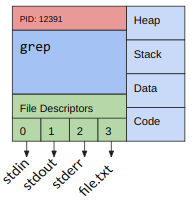 PID: 12391
grep
Heap
Stack
Data
Code
File Descriptors
0 1 2 3
stdin
stdout
stderr
file.txt